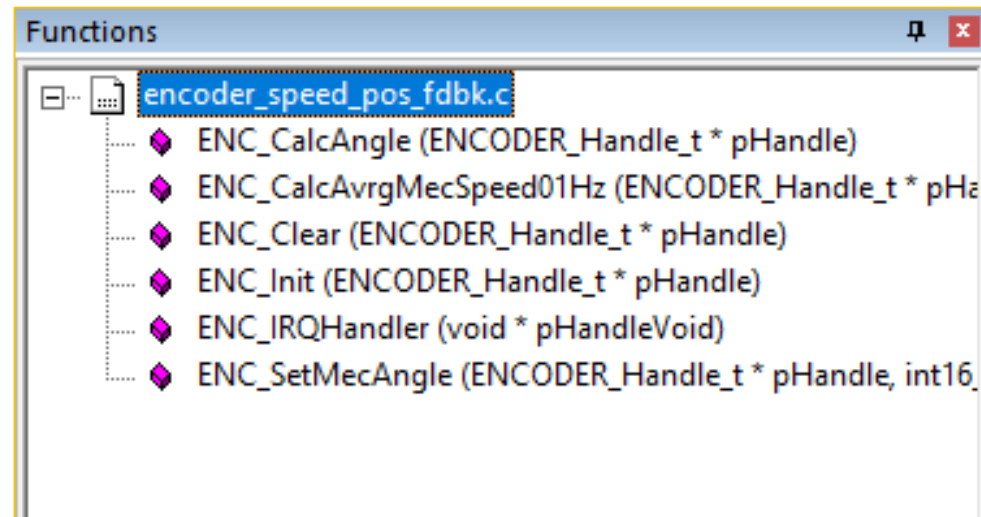 Functions
encoder_speed_pos_fdbk.c
ENC_CalcAngle (ENCODER_Handle_t * pHandle)
ENC_CalcAvrgMecSpeed01Hz (ENCODER_Handle_t * pHa
ENC_Clear (ENCODER_Handle_t * pHandle)
ENC_Init (ENCODER_Handle_t * pHandle)
ENC_IRQHandler (void * pHandleVoid)
ENC_SetMecAngle (ENCODER_Handle_t * pHandle, int16_